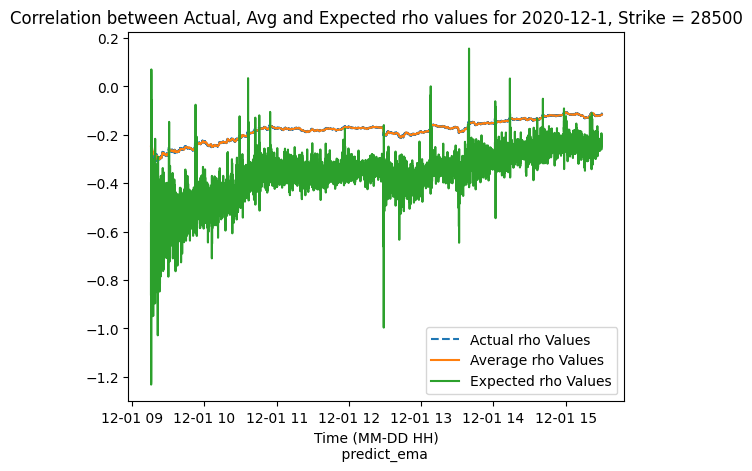 Correlation between Actual, Avg and Expected rho values for 2020-12-1, Strike = 28500
0.2
0.0
−0.2
−0.4
−0.6
−0.8
−1.0
−1.2
Actual rho Values
Average rho Values
Expected rho Values
12-01 09 12-01 10 12-01 11 12-01 12 12-01 13 12-01 14 12-01 15
Time (MM-DD HH)
predict_ema